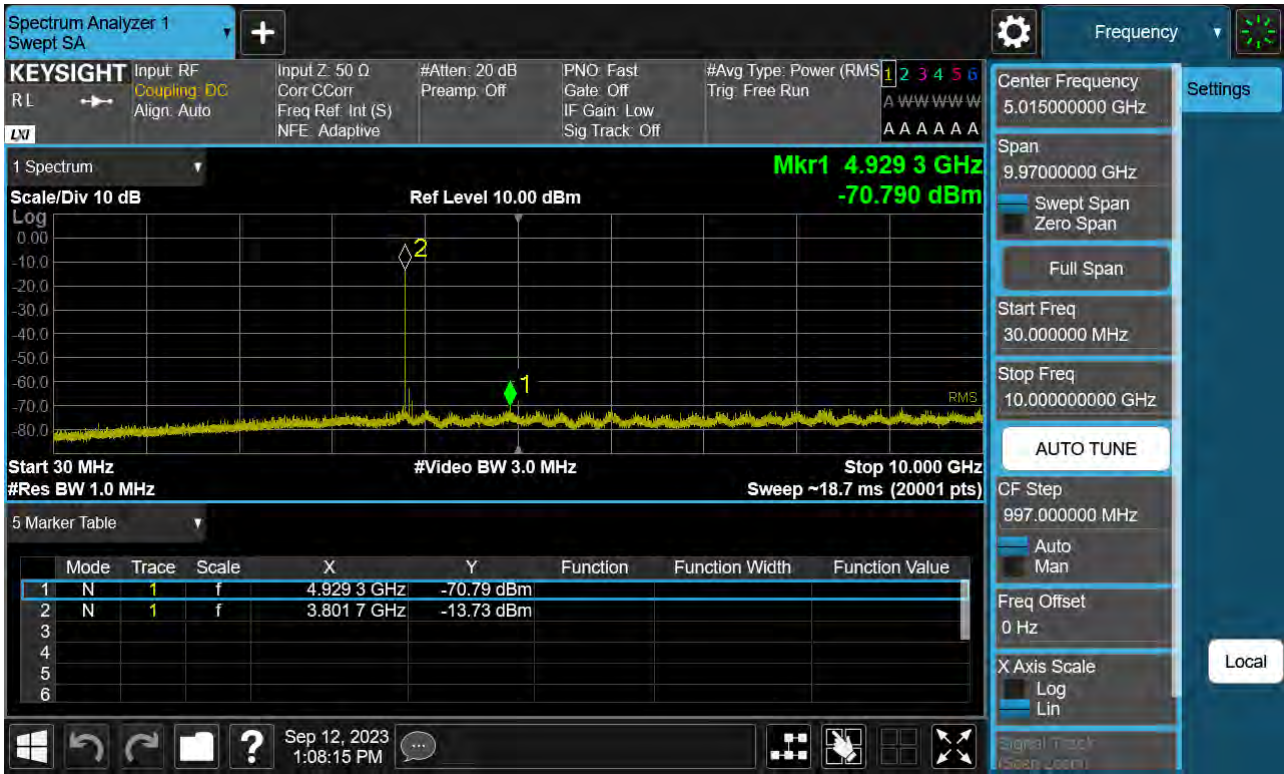 Spectrum Analyzer 1
Swept SA
+
Frequency
KEYSIGHT
RL
LXI
Input: RF
Coupling: DC
Align: Auto
Input Z: 50 Ω
Corr CCorr
Freq Ref: Int (S)
NFE: Adaptive
#Atten: 20 dB
Preamp: Off
PNO: Fast
Gate: Off
IF Gain: Low
Sig Track: Off
#Avg Type: Power (RMS
Trig: Free Run
1 2 3 4 5 6
A W W W W W
A A A A A A
1 Spectrum
Mkr1 4.929 3 GHz
-70.790 dBm
Scale/Div 10 dB
Ref Level 10.00 dBm
Log
0.00
-10.0
-20.0
-30.0
-40.0
-50.0
-60.0
-70.0
-80.0
2
1
RMS
Start 30 MHz
#Video BW 3.0 MHz
Stop 10.000 GHz
#Res BW 1.0 MHz
Sweep ~18.7 ms (20001 pts)
5 Marker Table
Mode Trace Scale X Y Function Function Width Function Value
1 N 1 f 4.929 3 GHz -70.79 dBm
2 N 1 f 3.801 7 GHz -13.73 dBm
3
4
5
6
Sep 12, 2023
1:08:15 PM
Center Frequency
5.015000000 GHz
Settings
Span
9.97000000 GHz
Swept Span
Zero Span
Full Span
Start Freq
30.000000 MHz
Stop Freq
10.000000000 GHz
AUTO TUNE
CF Step
997.000000 MHz
Auto
Man
Freq Offset
0 Hz
X Axis Scale
Log
Lin
Local
Signal Track
(Span Zoom)